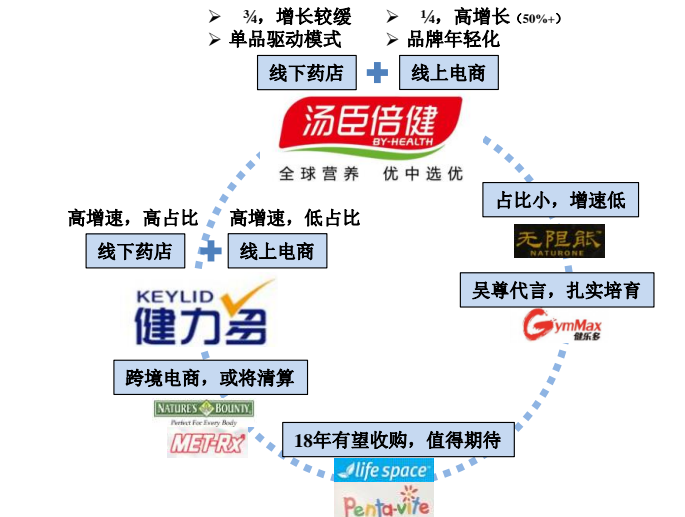 ➢ ¾，增长较缓
➢ 单品驱动模式
➢ ¼，高增长（50%+）
➢ 品牌年轻化
线下药店
线上电商
汤臣倍健
BY-HEALTH
全球营养 优中选优
占比小，增速低
无限能
NATURONE
高增速，高占比
高增速，低占比
线下药店
线上电商
吴尊代言，扎实培育
GymMax
健乐多
KEYLID
健力多
跨境电商，或将清算
NATURE'S BOUNTY
Perfect For Every Body
MET-Rx
18年有望收购，值得期待
life space
Penta-vite